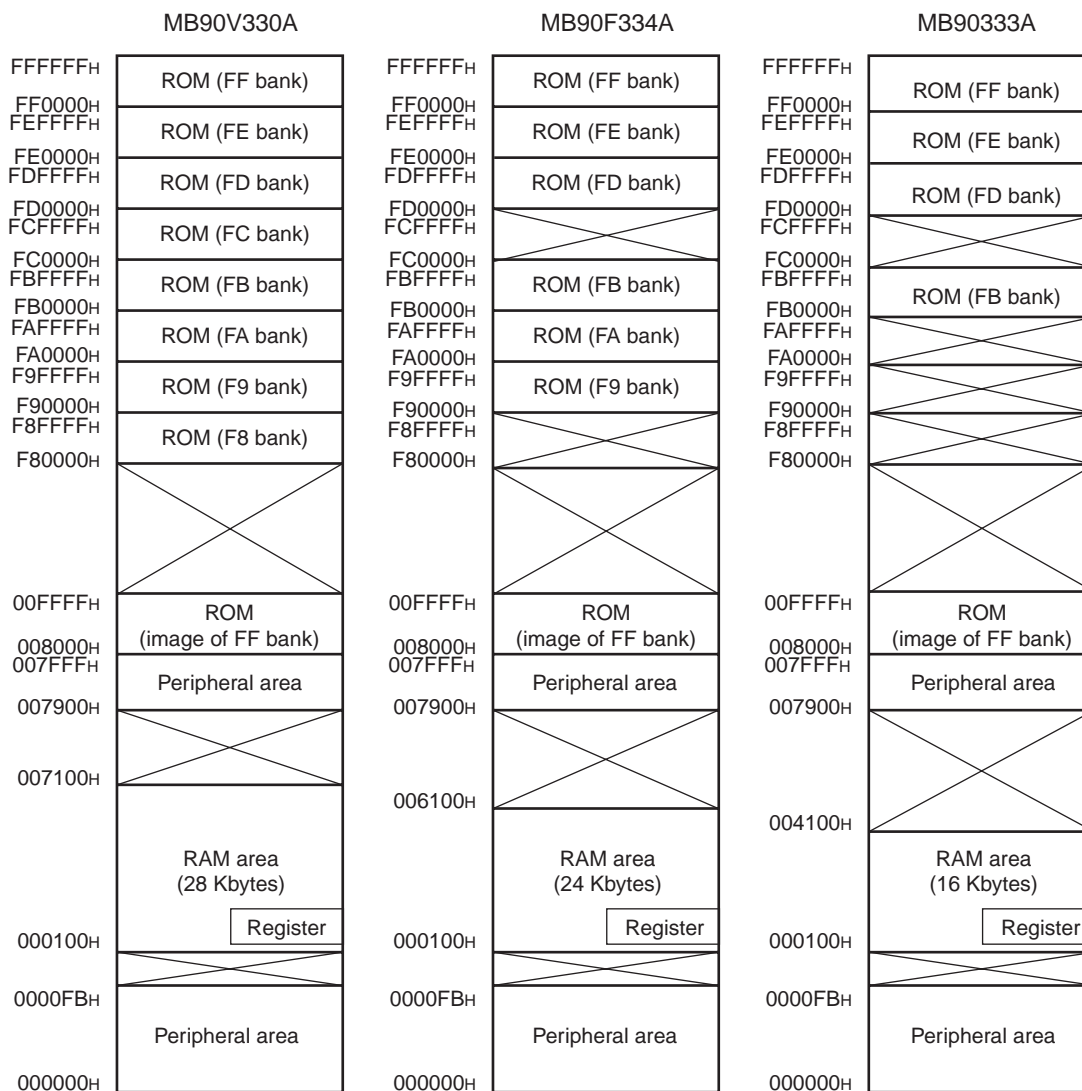 MB90V330A
FFFFFFH
ROM (FF bank)
FF0000H
FEFFFFH
ROM (FE bank)
FE0000H
FDFFFFH
ROM (FD bank)
FD0000H
FCFFFFH
ROM (FC bank)
FC0000H
FBFFFFH
ROM (FB bank)
FB0000H
FAFFFFH
ROM (FA bank)
FA0000H
F9FFFFH
ROM (F9 bank)
F90000H
F8FFFFH
ROM (F8 bank)
F80000H
00FFFFH
ROM
(image of FF bank)
008000H
007FFFH
Peripheral area
007900H
007100H
RAM area
(28 Kbytes)
Register
000100H
0000FBH
Peripheral area
000000H
MB90F334A
FFFFFFH
ROM (FF bank)
FF0000H
FEFFFFH
ROM (FE bank)
FE0000H
FDFFFFH
ROM (FD bank)
FD0000H
FCFFFFH
FC0000H
FBFFFFH
ROM (FB bank)
FB0000H
FAFFFFH
ROM (FA bank)
FA0000H
F9FFFFH
ROM (F9 bank)
F90000H
F8FFFFH
F80000H
00FFFFH
ROM
(image of FF bank)
008000H
007FFFH
Peripheral area
007900H
006100H
RAM area
(24 Kbytes)
Register
000100H
0000FBH
Peripheral area
000000H
MB90333A
FFFFFFH
ROM (FF bank)
FF0000H
FEFFFFH
ROM (FE bank)
FE0000H
FDFFFFH
ROM (FD bank)
FD0000H
FCFFFFH
FC0000H
FBFFFFH
ROM (FB bank)
FB0000H
FAFFFFH
FA0000H
F9FFFFH
F90000H
F8FFFFH
F80000H
00FFFFH
ROM
(image of FF bank)
008000H
007FFFH
Peripheral area
007900H
004100H
RAM area
(16 Kbytes)
Register
000100H
0000FBH
Peripheral area
000000H